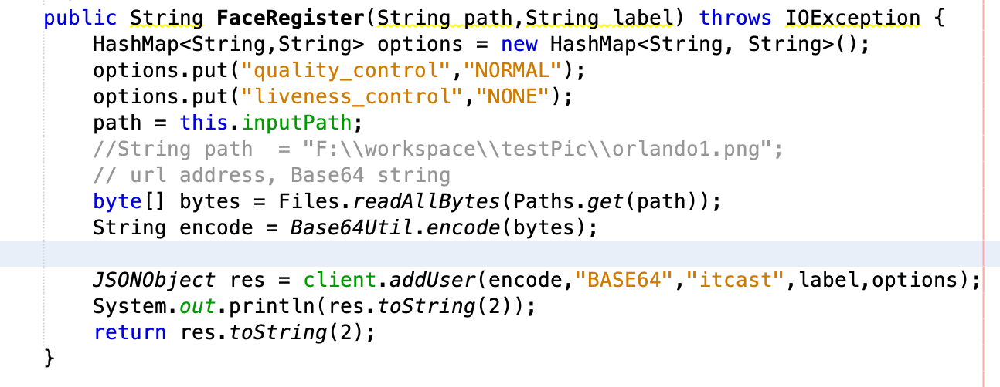 public String FaceRegister(String path,String label) throws IOException {
    HashMap<String,String> options = new HashMap<String, String>();
    options.put("quality_control","NORMAL");
    options.put("liveness_control","NONE");
    path = this.inputPath;
    //String path  = "F:\\workspace\\testPic\\orlando1.png";
    // url address, Base64 string
    byte[] bytes = Files.readAllBytes(Paths.get(path));
    String encode = Base64Util.encode(bytes);

    JSONObject res = client.addUser(encode,"BASE64","itcast",label,options);
    System.out.println(res.toString(2));
    return res.toString(2);
}